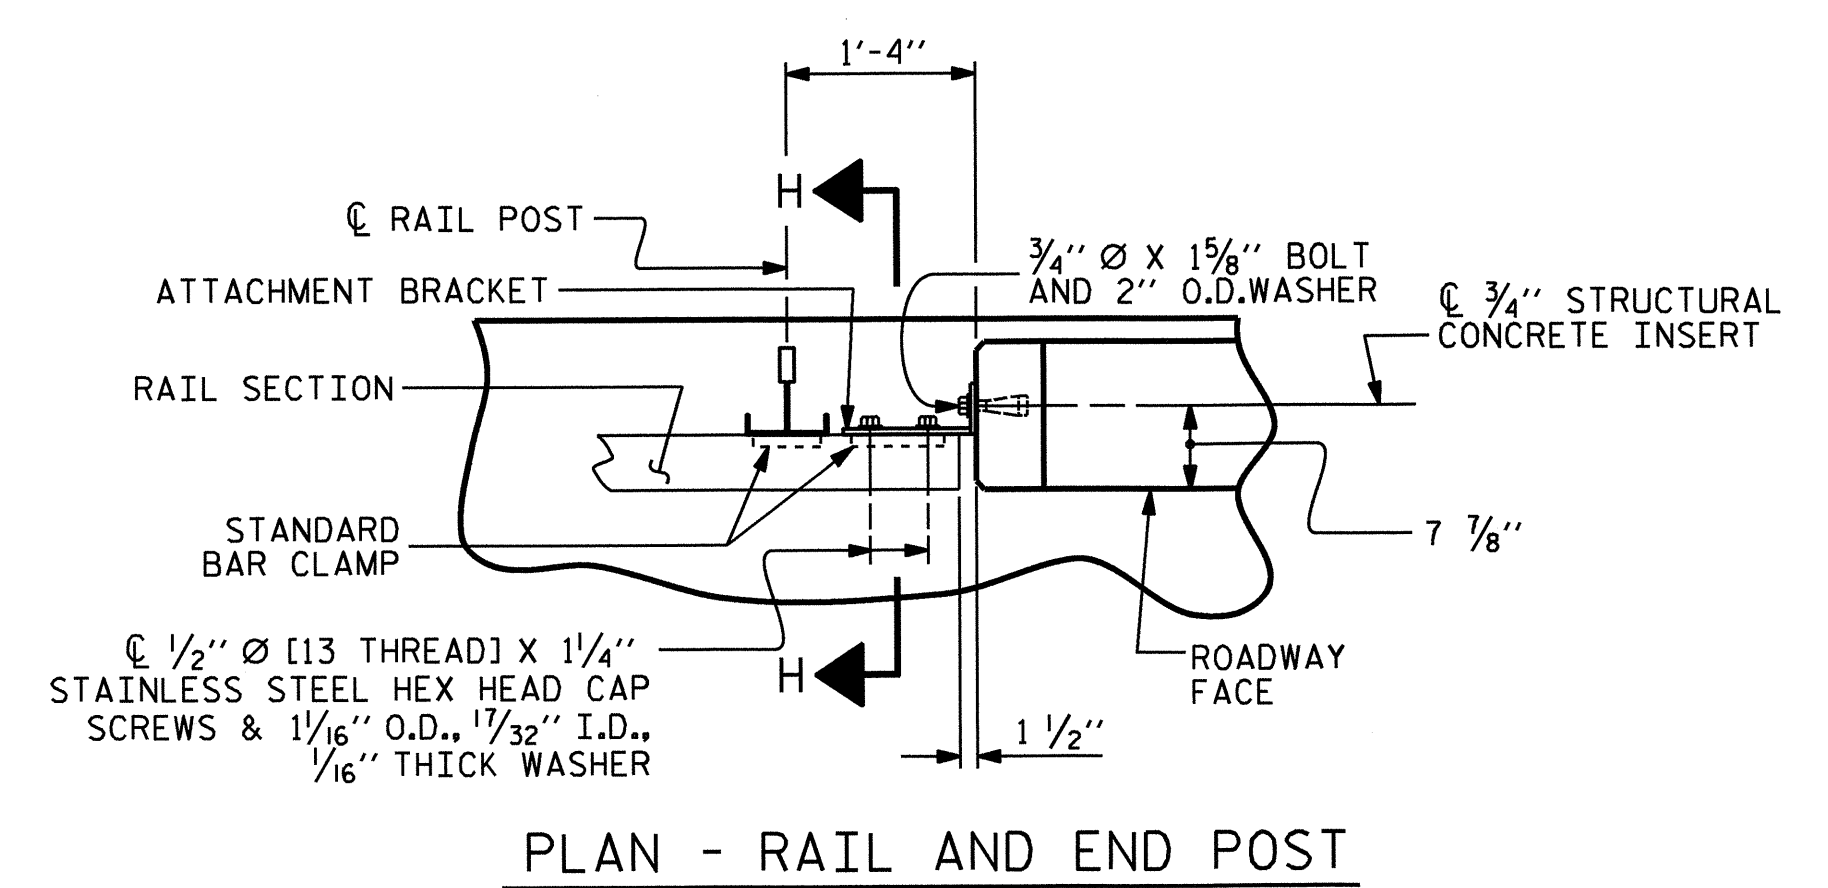 1'-4"
H
℄ RAIL POST
ATTACHMENT BRACKET
3/4" Ø X 1 5/8" BOLT
AND 2" O.D.WASHER
℄ 3/4" STRUCTURAL
CONCRETE INSERT
RAIL SECTION
STANDARD
BAR CLAMP
7 7/8"
℄ 1/2" Ø [13 THREAD] X 1 1/4"
STAINLESS STEEL HEX HEAD CAP
SCREWS & 1 1/16" O.D., 17/32" I.D.,
1/16" THICK WASHER
H
ROADWAY
FACE
1 1/2"
PLAN - RAIL AND END POST